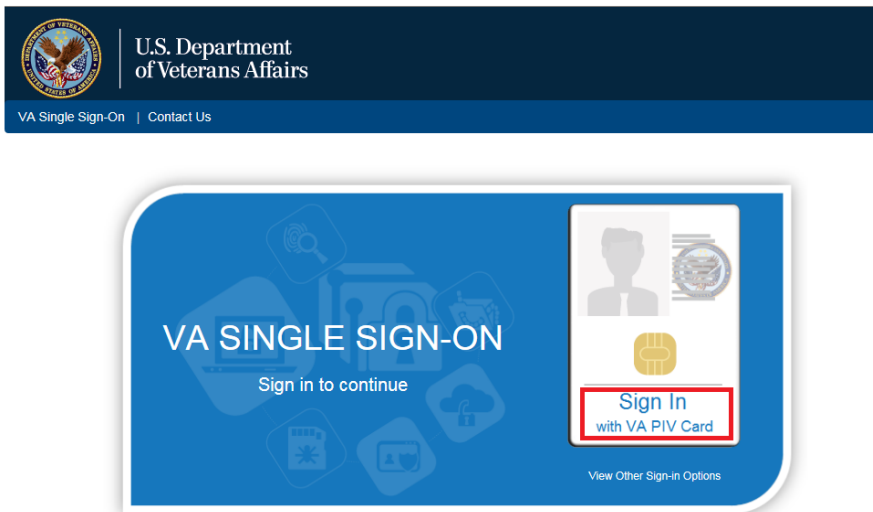 U.S. Department
of Veterans Affairs
VA Single Sign-On | Contact Us
VA SINGLE SIGN-ON
Sign in to continue
Sign In
with VA PIV Card
View Other Sign-in Options